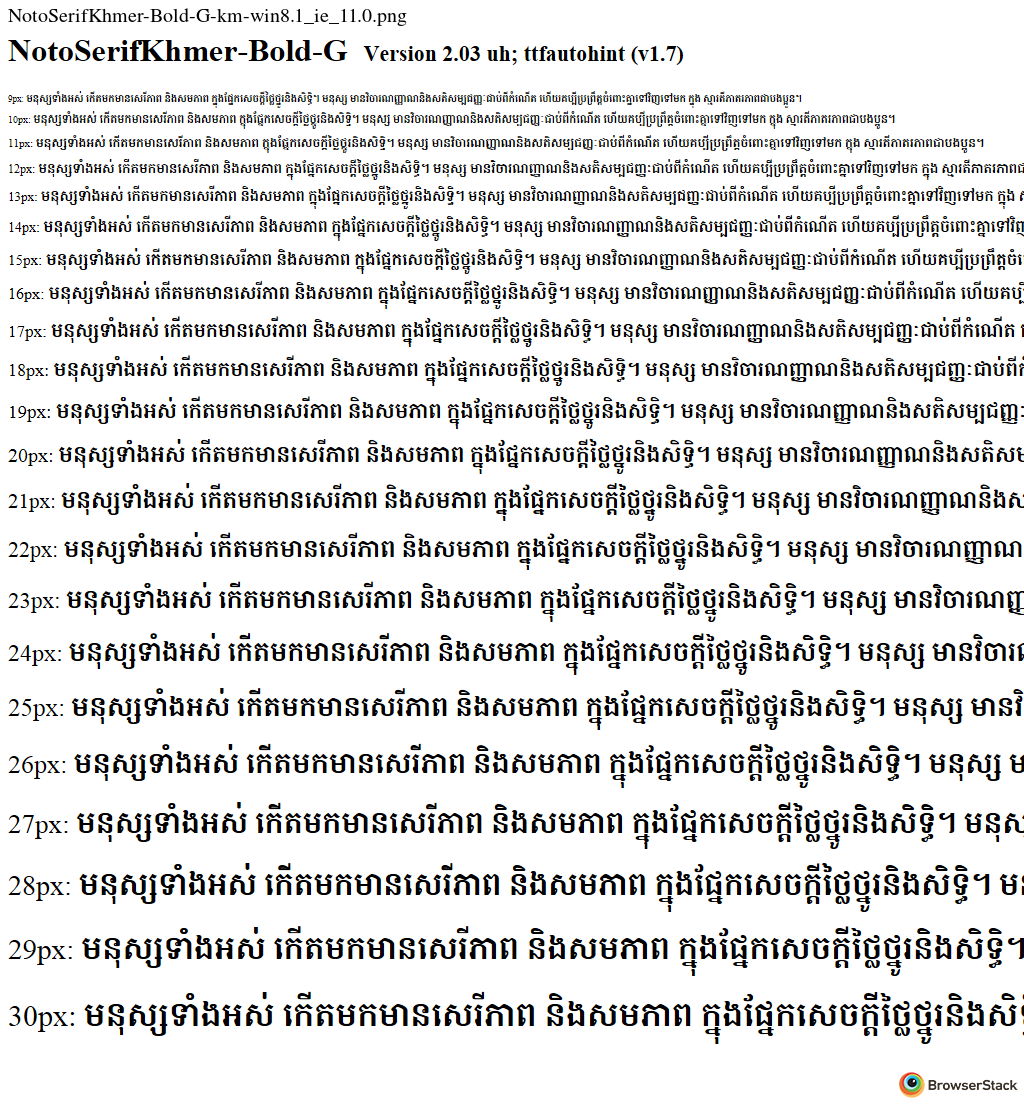 NotoSerifKhmer-Bold-G-km-win8.1_ie_11.0.png
NotoSerifKhmer-Bold-G Version 2.03 uh; ttfautohint (v1.7)
9px: មនុស្សទាំងអស់ កើតមកមានសេរីភាព និងសមភាព ក្នុងផ្នែកសេចក្ដីថ្លៃថ្នូរនិងសិទ្ធិ។ មនុស្ស មានវិចារណញ្ញាណនិងសតិសម្បជញ្ញៈជាប់ពីកំណើត ហើយគប្បីប្រព្រឹត្ដចំពោះគ្នាទៅវិញទៅមក ក្នុង ស្មារតីភាតរភាពជាបងប្អូន។
10px: មនុស្សទាំងអស់ កើតមកមានសេរីភាព និងសមភាព ក្នុងផ្នែកសេចក្ដីថ្លៃថ្នូរនិងសិទ្ធិ។ មនុស្ស មានវិចារណញ្ញាណនិងសតិសម្បជញ្ញៈជាប់ពីកំណើត ហើយគប្បីប្រព្រឹត្ដចំពោះគ្នាទៅវិញទៅមក ក្នុង ស្មារតីភាតរភាពជាបងប្អូន។
11px: មនុស្សទាំងអស់ កើតមកមានសេរីភាព និងសមភាព ក្នុងផ្នែកសេចក្ដីថ្លៃថ្នូរនិងសិទ្ធិ។ មនុស្ស មានវិចារណញ្ញាណនិងសតិសម្បជញ្ញៈជាប់ពីកំណើត ហើយគប្បីប្រព្រឹត្ដចំពោះគ្នាទៅវិញទៅមក ក្នុង ស្មារតីភាតរភាពជាបងប្អូន។
12px: មនុស្សទាំងអស់ កើតមកមានសេរីភាព និងសមភាព ក្នុងផ្នែកសេចក្ដីថ្លៃថ្នូរនិងសិទ្ធិ។ មនុស្ស មានវិចារណញ្ញាណនិងសតិសម្បជញ្ញៈជាប់ពីកំណើត ហើយគប្បីប្រព្រឹត្ដចំពោះគ្នាទៅវិញទៅមក ក្នុង ស្មារតីភាតរភាពជ
13px: មនុស្សទាំងអស់ កើតមកមានសេរីភាព និងសមភាព ក្នុងផ្នែកសេចក្ដីថ្លៃថ្នូរនិងសិទ្ធិ។ មនុស្ស មានវិចារណញ្ញាណនិងសតិសម្បជញ្ញៈជាប់ពីកំណើត ហើយគប្បីប្រព្រឹត្ដចំពោះគ្នាទៅវិញទៅមក ក្នុង
14px: មនុស្សទាំងអស់ កើតមកមានសេរីភាព និងសមភាព ក្នុងផ្នែកសេចក្ដីថ្លៃថ្នូរនិងសិទ្ធិ។ មនុស្ស មានវិចារណញ្ញាណនិងសតិសម្បជញ្ញៈជាប់ពីកំណើត ហើយគប្បីប្រព្រឹត្ដចំពោះគ្នាទៅវិញ
15px: មនុស្សទាំងអស់ កើតមកមានសេរីភាព និងសមភាព ក្នុងផ្នែកសេចក្ដីថ្លៃថ្នូរនិងសិទ្ធិ។ មនុស្ស មានវិចារណញ្ញាណនិងសតិសម្បជញ្ញៈជាប់ពីកំណើត ហើយគប្បីប្រព្រឹត្ដចំ
16px: មនុស្សទាំងអស់ កើតមកមានសេរីភាព និងសមភាព ក្នុងផ្នែកសេចក្ដីថ្លៃថ្នូរនិងសិទ្ធិ។ មនុស្ស មានវិចារណញ្ញាណនិងសតិសម្បជញ្ញៈជាប់ពីកំណើត ហើយគប្បី
17px: មនុស្សទាំងអស់ កើតមកមានសេរីភាព និងសមភាព ក្នុងផ្នែកសេចក្ដីថ្លៃថ្នូរនិងសិទ្ធិ។ មនុស្ស មានវិចារណញ្ញាណនិងសតិសម្បជញ្ញៈជាប់ពីកំណើត
18px: មនុស្សទាំងអស់ កើតមកមានសេរីភាព និងសមភាព ក្នុងផ្នែកសេចក្ដីថ្លៃថ្នូរនិងសិទ្ធិ។ មនុស្ស មានវិចារណញ្ញាណនិងសតិសម្បជញ្ញៈជាប់ពីកំ
19px: មនុស្សទាំងអស់ កើតមកមានសេរីភាព និងសមភាព ក្នុងផ្នែកសេចក្ដីថ្លៃថ្នូរនិងសិទ្ធិ។ មនុស្ស មានវិចារណញ្ញាណនិងសតិសម្បជញ្ញៈ
20px: មនុស្សទាំងអស់ កើតមកមានសេរីភាព និងសមភាព ក្នុងផ្នែកសេចក្ដីថ្លៃថ្នូរនិងសិទ្ធិ។ មនុស្ស មានវិចារណញ្ញាណនិងសតិសម
21px: មនុស្សទាំងអស់ កើតមកមានសេរីភាព និងសមភាព ក្នុងផ្នែកសេចក្ដីថ្លៃថ្នូរនិងសិទ្ធិ។ មនុស្ស មានវិចារណញ្ញាណនិងស
22px: មនុស្សទាំងអស់ កើតមកមានសេរីភាព និងសមភាព ក្នុងផ្នែកសេចក្ដីថ្លៃថ្នូរនិងសិទ្ធិ។ មនុស្ស មានវិចារណញ្ញាណ
23px: មនុស្សទាំងអស់ កើតមកមានសេរីភាព និងសមភាព ក្នុងផ្នែកសេចក្ដីថ្លៃថ្នូរនិងសិទ្ធិ។ មនុស្ស មានវិចារណញ្ញ
24px: មនុស្សទាំងអស់ កើតមកមានសេរីភាព និងសមភាព ក្នុងផ្នែកសេចក្ដីថ្លៃថ្នូរនិងសិទ្ធិ។ មនុស្ស មានវិចារ
25px: មនុស្សទាំងអស់ កើតមកមានសេរីភាព និងសមភាព ក្នុងផ្នែកសេចក្ដីថ្លៃថ្នូរនិងសិទ្ធិ។ មនុស្ស មានវិ
26px: មនុស្សទាំងអស់ កើតមកមានសេរីភាព និងសមភាព ក្នុងផ្នែកសេចក្ដីថ្លៃថ្នូរនិងសិទ្ធិ។ មនុស្ស ម
27px: មនុស្សទាំងអស់ កើតមកមានសេរីភាព និងសមភាព ក្នុងផ្នែកសេចក្ដីថ្លៃថ្នូរនិងសិទ្ធិ។ មនុស
28px: មនុស្សទាំងអស់ កើតមកមានសេរីភាព និងសមភាព ក្នុងផ្នែកសេចក្ដីថ្លៃថ្នូរនិងសិទ្ធិ។ មន
29px: មនុស្សទាំងអស់ កើតមកមានសេរីភាព និងសមភាព ក្នុងផ្នែកសេចក្ដីថ្លៃថ្នូរនិងសិទ្ធិ។
30px: មនុស្សទាំងអស់ កើតមកមានសេរីភាព និងសមភាព ក្នុងផ្នែកសេចក្ដីថ្លៃថ្នូរនិងសិ
BrowserStack